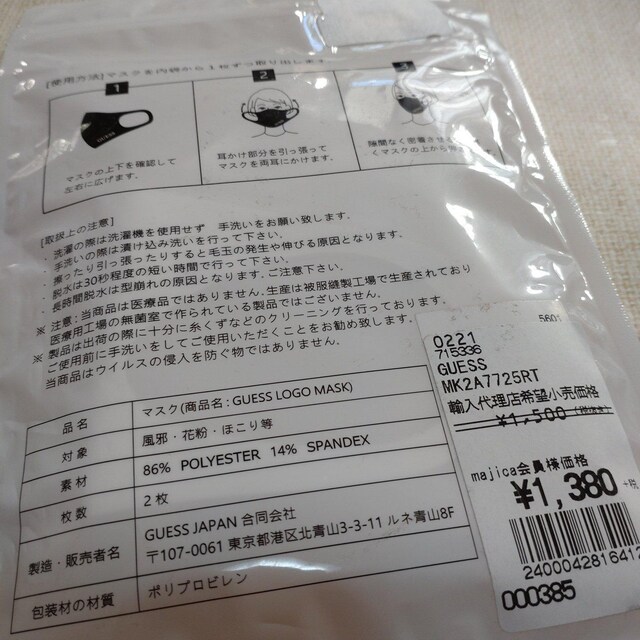 [使用方法]マスクを内袋から1枚ずつ取り出します。
1
2
3
GUESS
マスクの上下を確認して
左右に広げます。
耳かけ部分を引っ張って
マスクを両耳にかけます。
隙間なく密着させ
くマスクの上から
[取扱上の注意]
・洗濯の際は洗濯機を使用せず 手洗いをお願い致します。
・手洗いの際は漬け込み洗いを行って下さい。
・擦ったり引っ張ったりすると毛玉の発生や伸びる原因となります。
・脱水は30秒程度の短い時間で行って下さい。
・長時間脱水は型崩れの原因となります、ご注意下さい。
※ 注意:当商品は医療品ではありません。生産は被服縫製工場で生産されており
医療用工場の無菌室で作られている製品ではございません。
※ 製品は出荷の際に十分に糸くずなどのクリーニングを行っております。
ご使用前に手洗いをしてご使用いただくことをお勧め致します。
※ 当商品はウイルスの侵入を防ぐ物ではありません。
品名 マスク(商品名:GUESS LOGO MASK)
対象 風邪・花粉・ほこり等
素材 86% POLYESTER 14% SPANDEX
枚数 2枚
製造・販売者名 GUESS JAPAN 合同会社
〒107-0061 東京都港区北青山3-3-11 ルネ青山8F
包装材の材質 ポリプロピレン
0221
5601
715336
GUESS
MK2A7725RT
輸入代理店希望小売価格
¥1,500
majica会員様価格
¥1,380
+税
2400042816412
000385